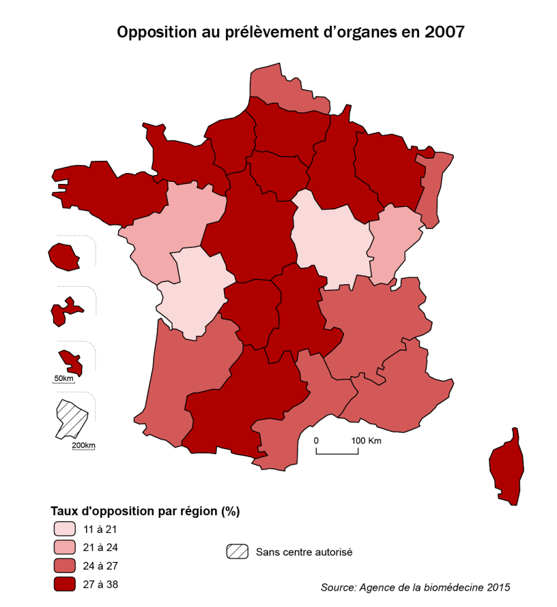 Opposition au prélèvement d'organes en 2007
50km
200km
0 100 Km
Taux d'opposition par région (%)
11 à 21
21 à 24
24 à 27
27 à 38
Sans centre autorisé
Source: Agence de la biomédecine 2015